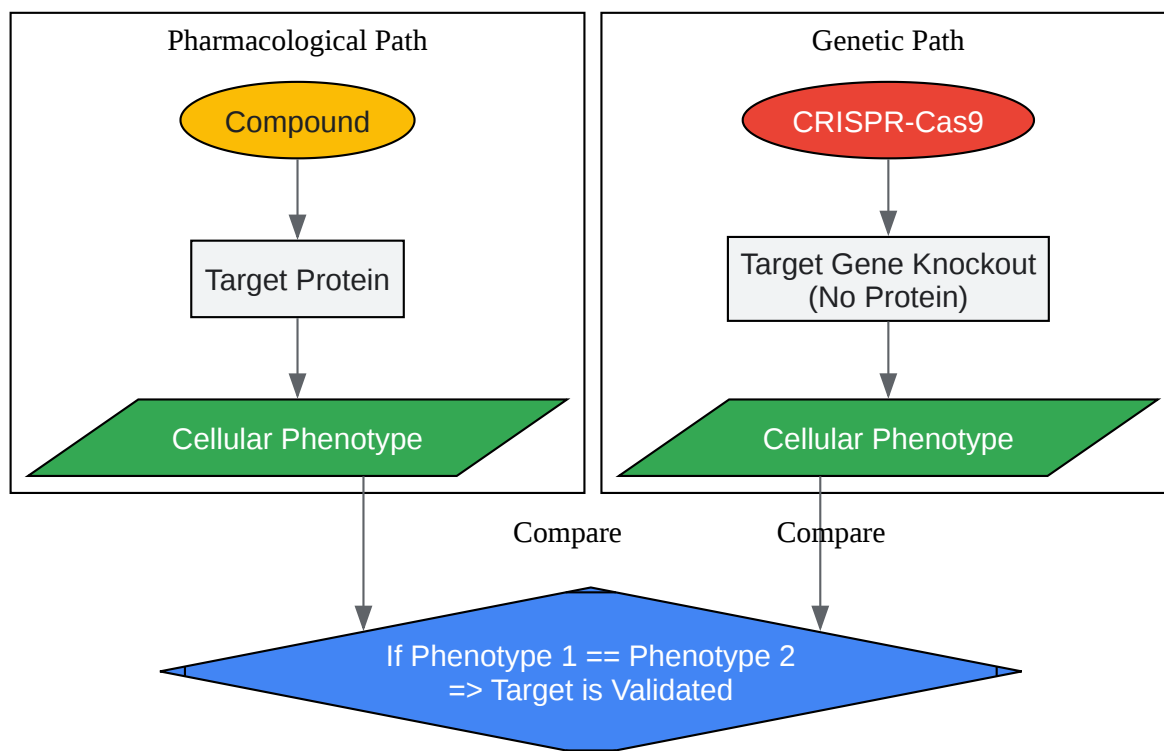 Pharmacological Path
Compound
Target Protein
Cellular Phenotype
Genetic Path
CRISPR-Cas9
Target Gene Knockout
(No Protein)
Cellular Phenotype
Compare
Compare
If Phenotype 1 == Phenotype 2
=> Target is Validated